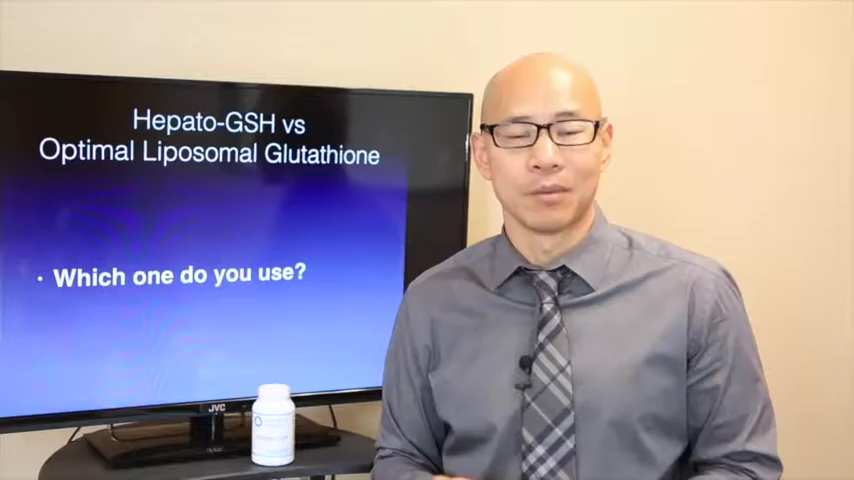 Hepato-GSH vs
Optimal Liposomal Glutathione
• Which one do you use?
JVC